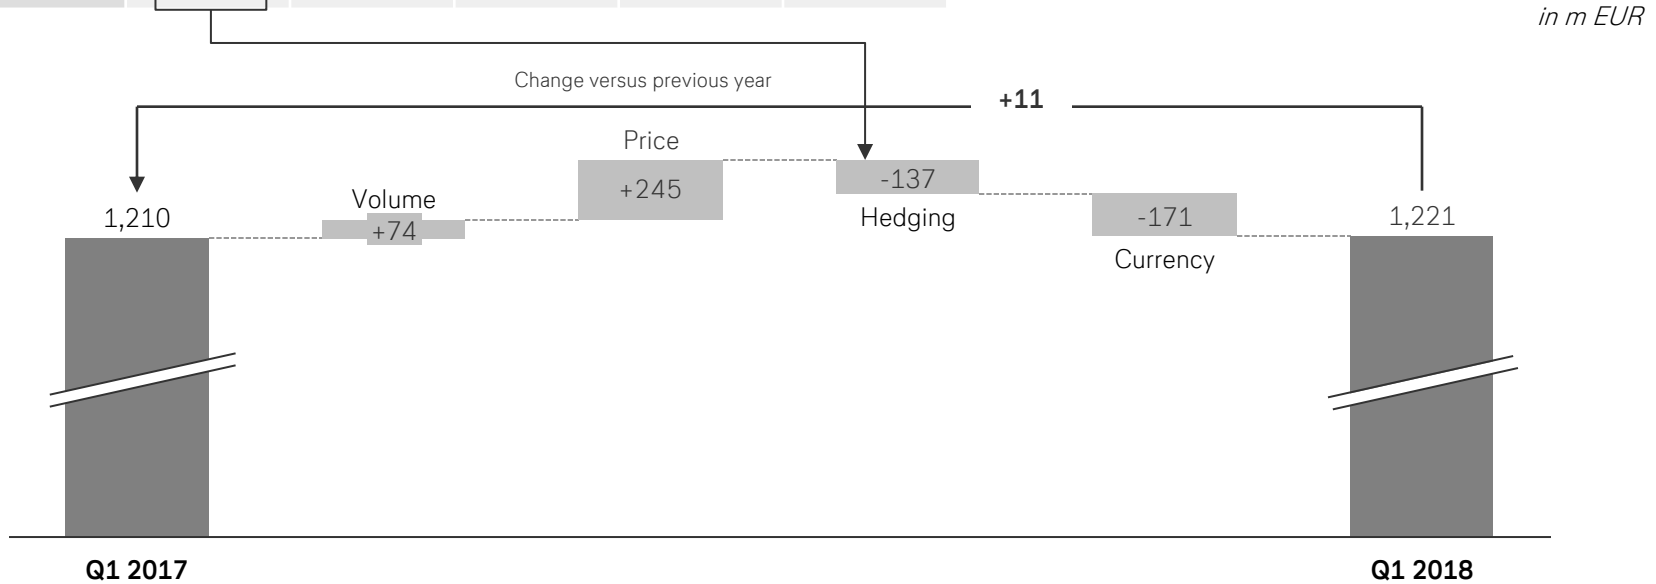 in m EUR
Change versus previous year
+11
Price
+245
-137
Hedging
Volume
+74
-171
Currency
1,210
1,221
Q1 2017
Q1 2018